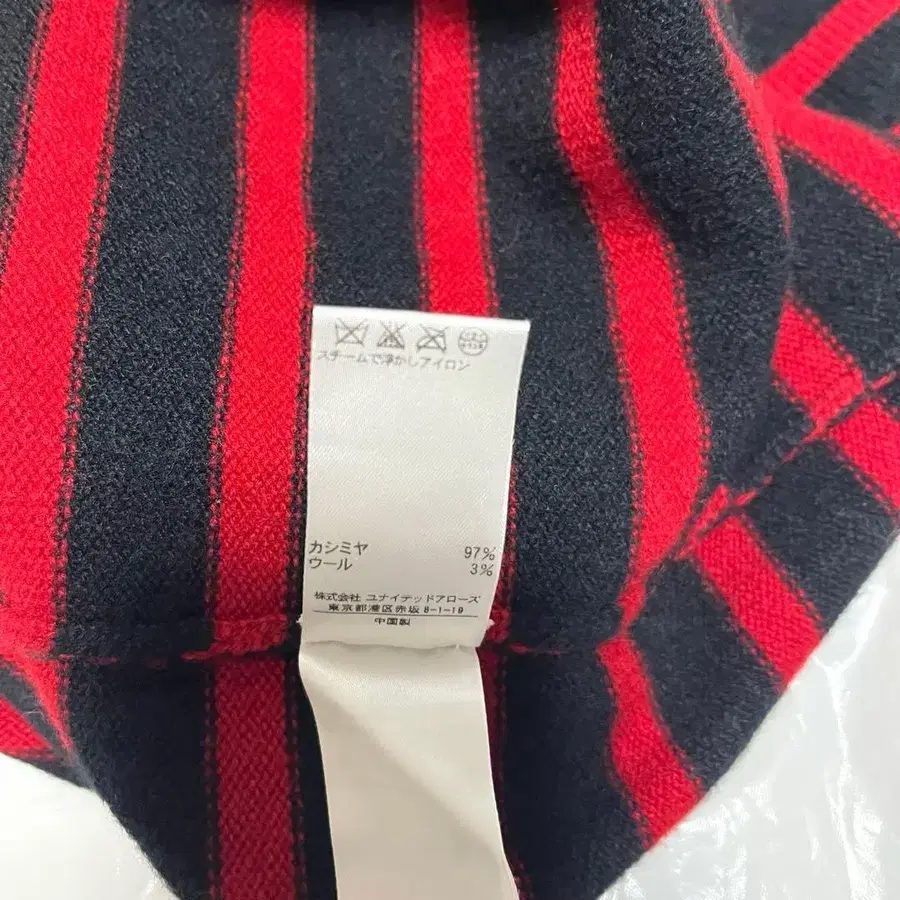 スチームで浮かしアイロン
カシミヤ 97%
ウール 3%
株式会社 ユナイテッドアローズ
東京都港区赤坂 8-1-19
中国製